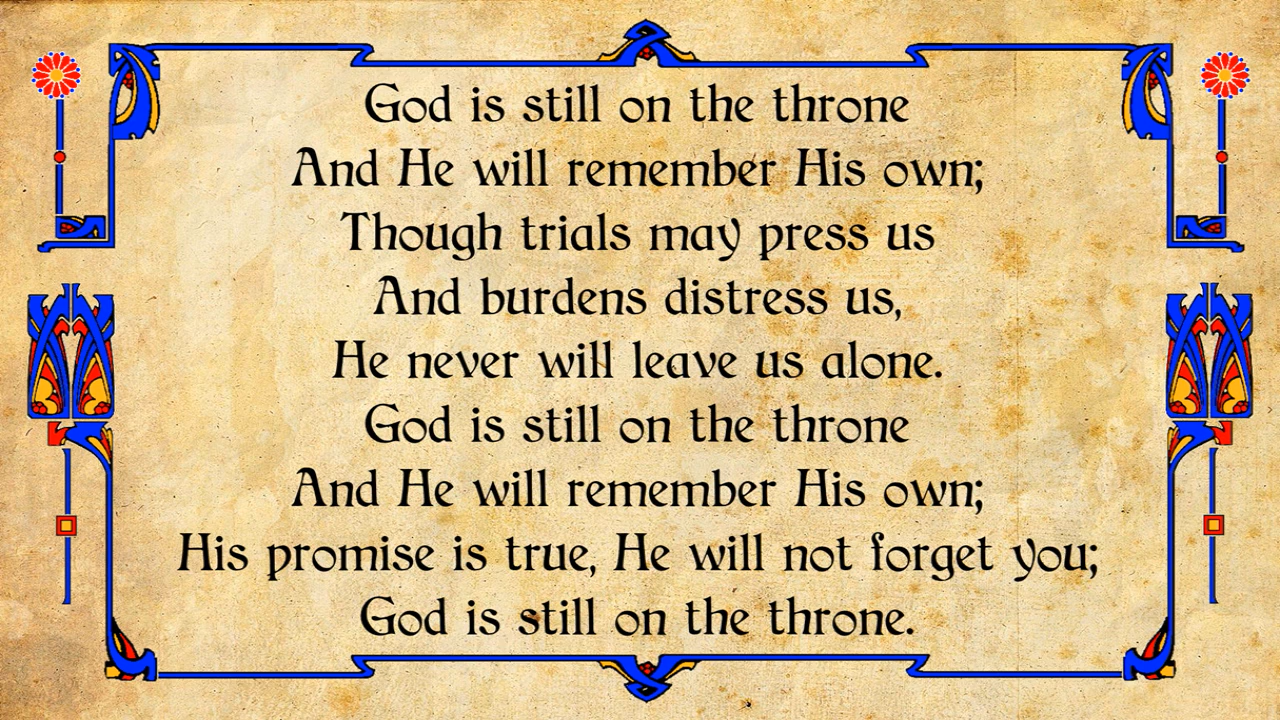 God is still on the throne
And He will remember His own;
Though trials may press us
And burdens distress us,
He never will leave us alone.
God is still on the throne
And He will remember His own;
His promise is true, He will not forget you;
God is still on the throne.